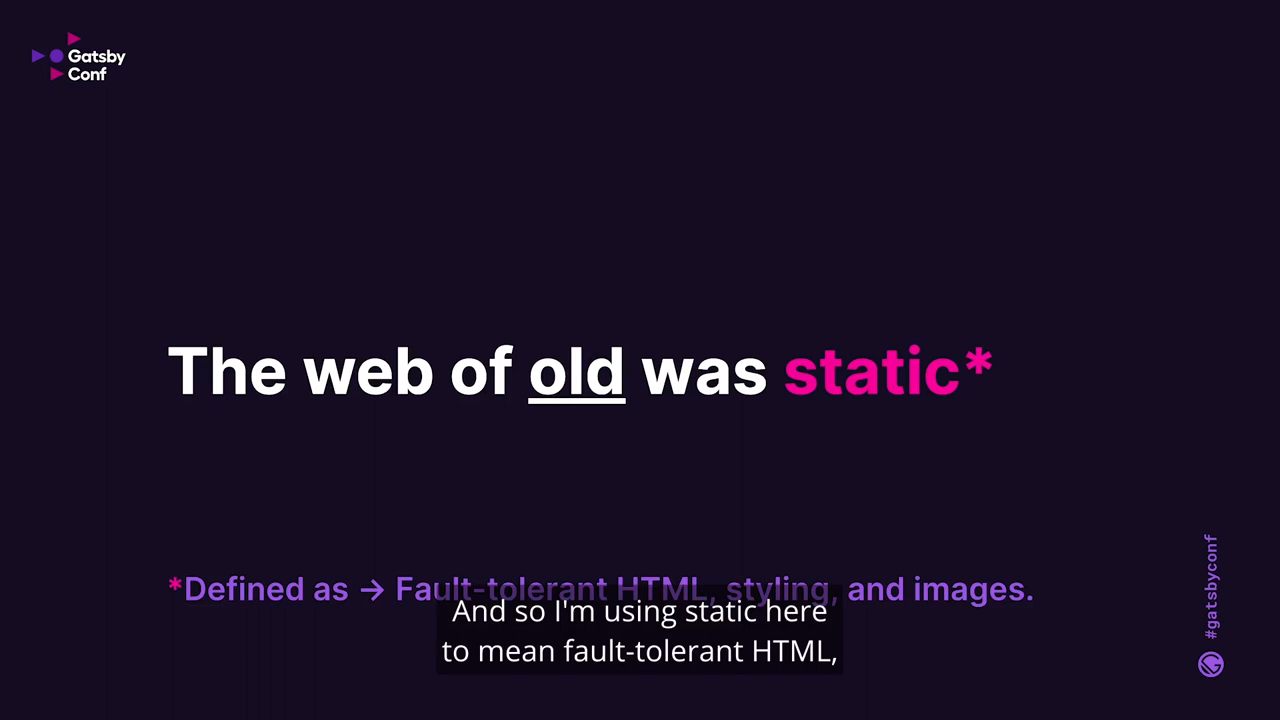 Gatsby
Conf
The web of old was static*
*Defined as → Fault-tolerant HTML, styling, and images.
And so I'm using static here
to mean fault-tolerant HTML,
#gatsbyconf